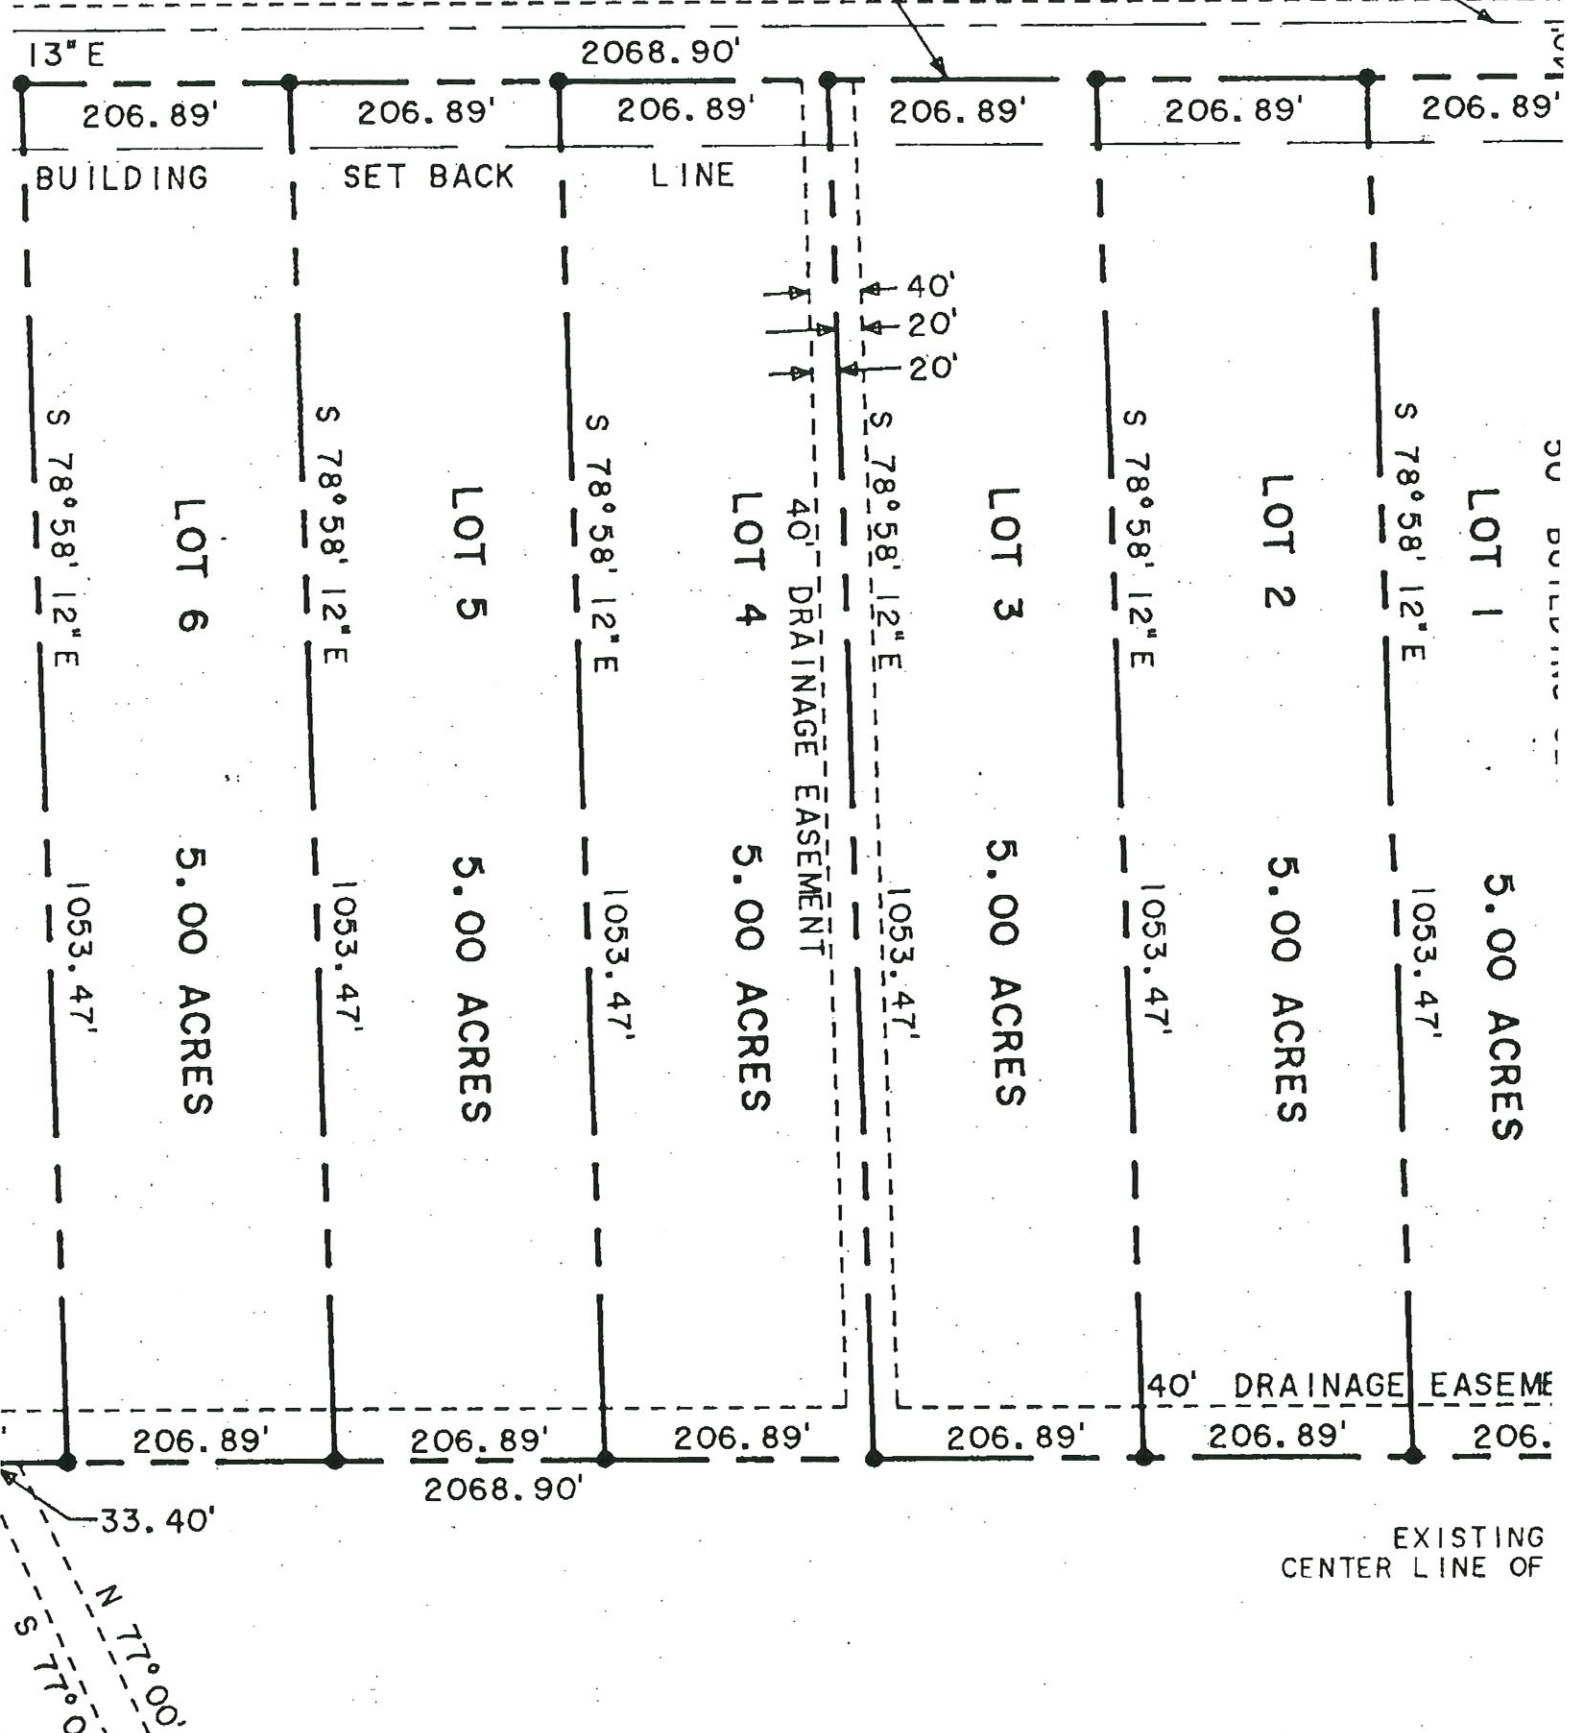 13"E
2068.90'
206.89'
206.89'
206.89'
206.89'
206.89'
206.89'
BUILDING SET BACK LINE
40'
20'
20'
S 78°58'12"E
1053.47'
LOT 6
5.00 ACRES
S 78°58'12"E
1053.47'
LOT 5
5.00 ACRES
S 78°58'12"E
1053.47'
LOT 4
5.00 ACRES
40' DRAINAGE EASEMENT
S 78°58'12"E
1053.47'
LOT 3
5.00 ACRES
S 78°58'12"E
1053.47'
LOT 2
5.00 ACRES
S 78°58'12"E
1053.47'
LOT 1
5.00 ACRES
40' DRAINAGE EASEME
206.89'
206.89'
206.89'
206.89'
206.89'
206.
2068.90'
33.40'
EXISTING
CENTER LINE OF
N 77°00'
S 77°0